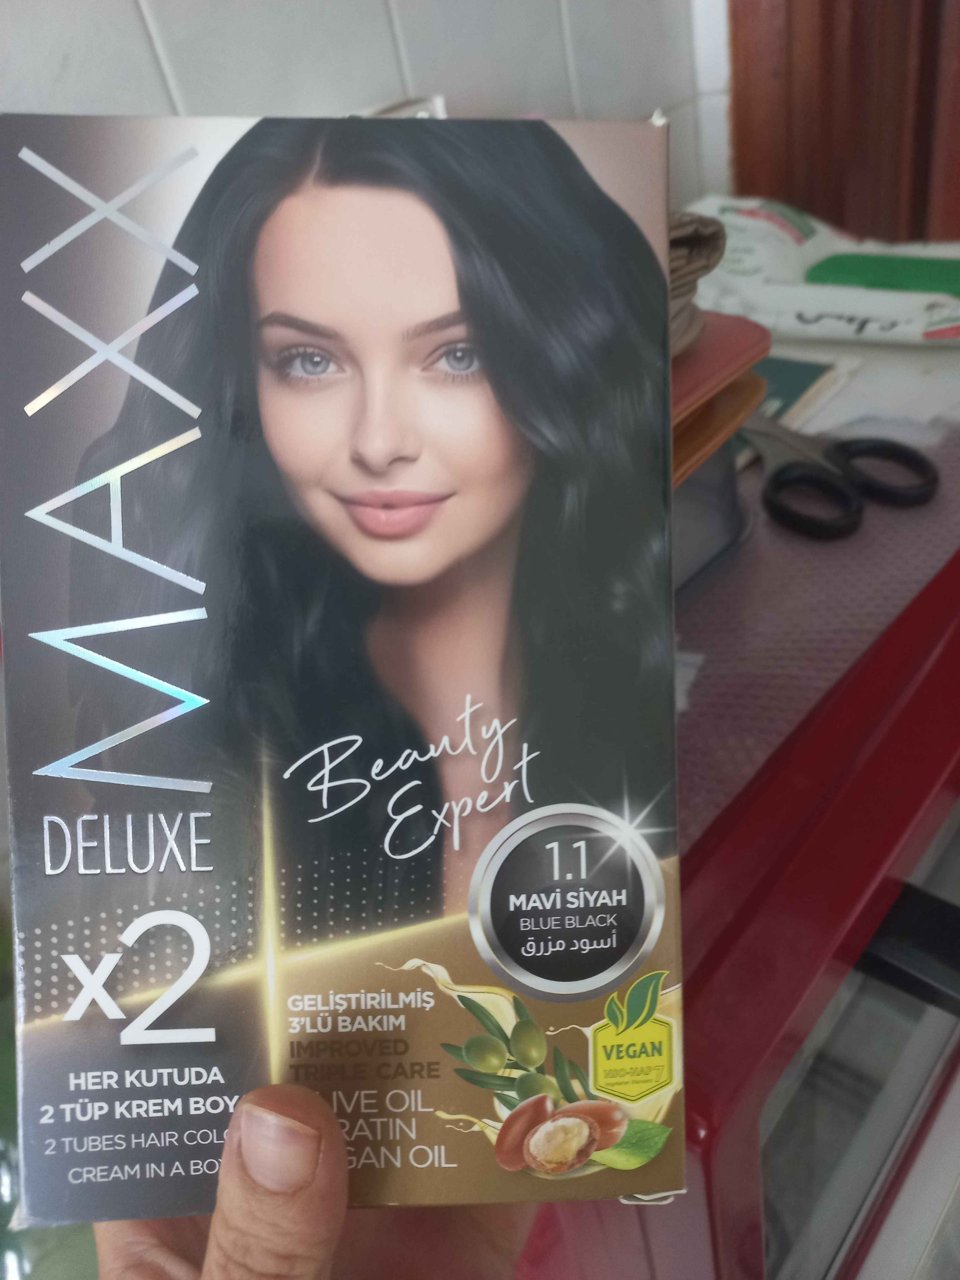 MAXX
DELUXE
x2
HER KUTUDA
2 TÜP KREM BOY
2 TUBES HAIR COL
CREAM IN A BOX
Beauty
Expert
1.1
MAVİ SİYAH
BLUE BLACK
أسود مزرق
GELİŞTİRİLMİŞ
3'LÜ BAKIM
IMPROVED
TRIPLE CARE
IVE OIL
RATIN
GAN OIL
VEGAN